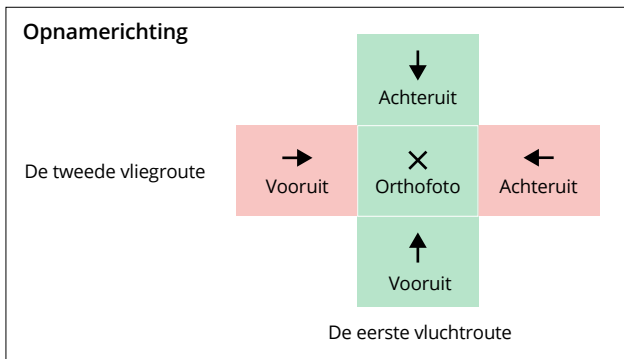 Opnamerichting
Achteruit
De tweede vliegroute
Vooruit
Orthofoto
Achteruit
Vooruit
De eerste vluchtroute